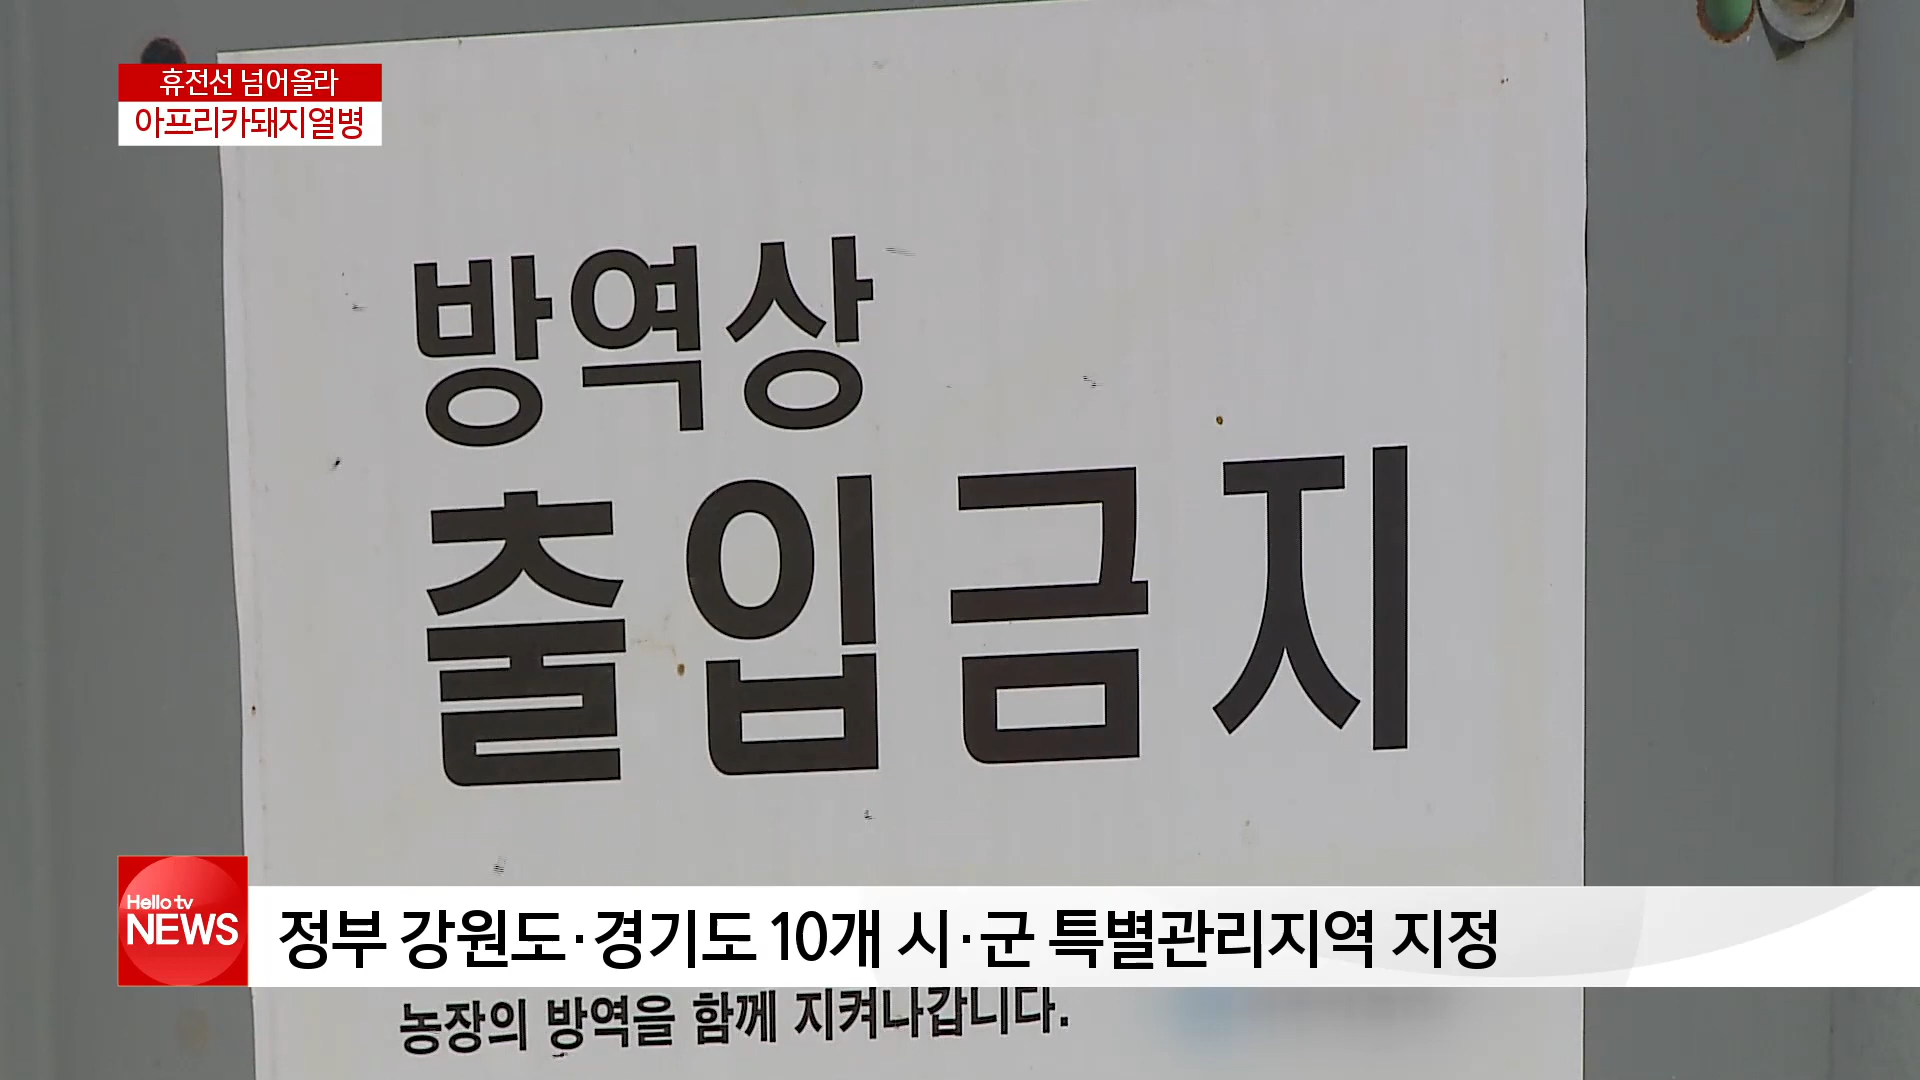 휴전선 넘어올라
아프리카돼지열병
방역상
출입금지
Hello tv
NEWS
정부 강원도·경기도 10개 시·군 특별관리지역 지정
농장의 방역을 함께 지켜나갑니다.